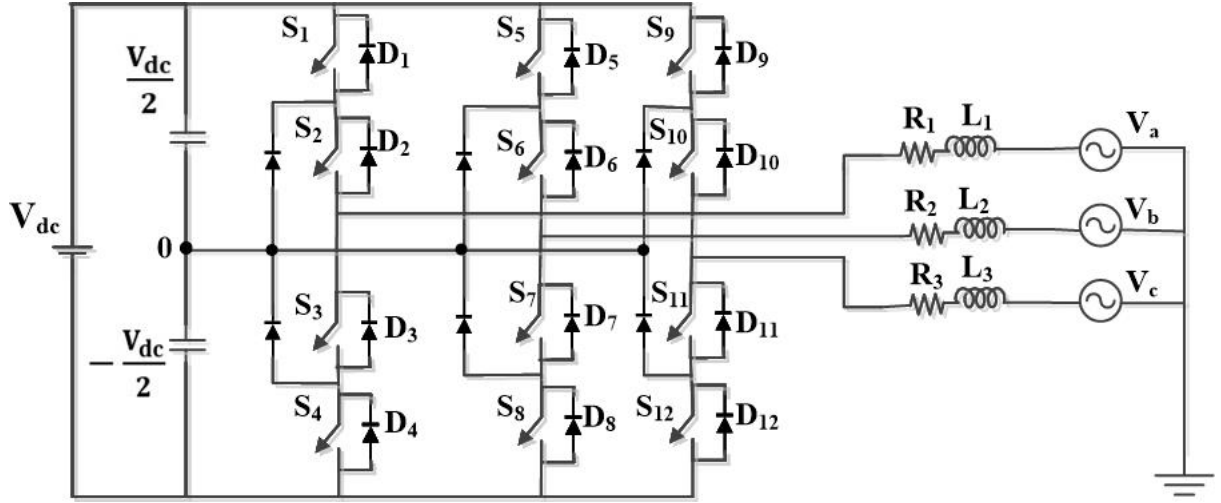 S1 D1 S5 D5 S9 D9
Vdc
2
S2 D2 S6 D6 S10 D10
R1 L1 Va
R2 L2 Vb
Vdc
0
R3 L3 Vc
S3 D3 S7 D7 S11 D11
− Vdc
2
S4 D4 S8 D8 S12 D12